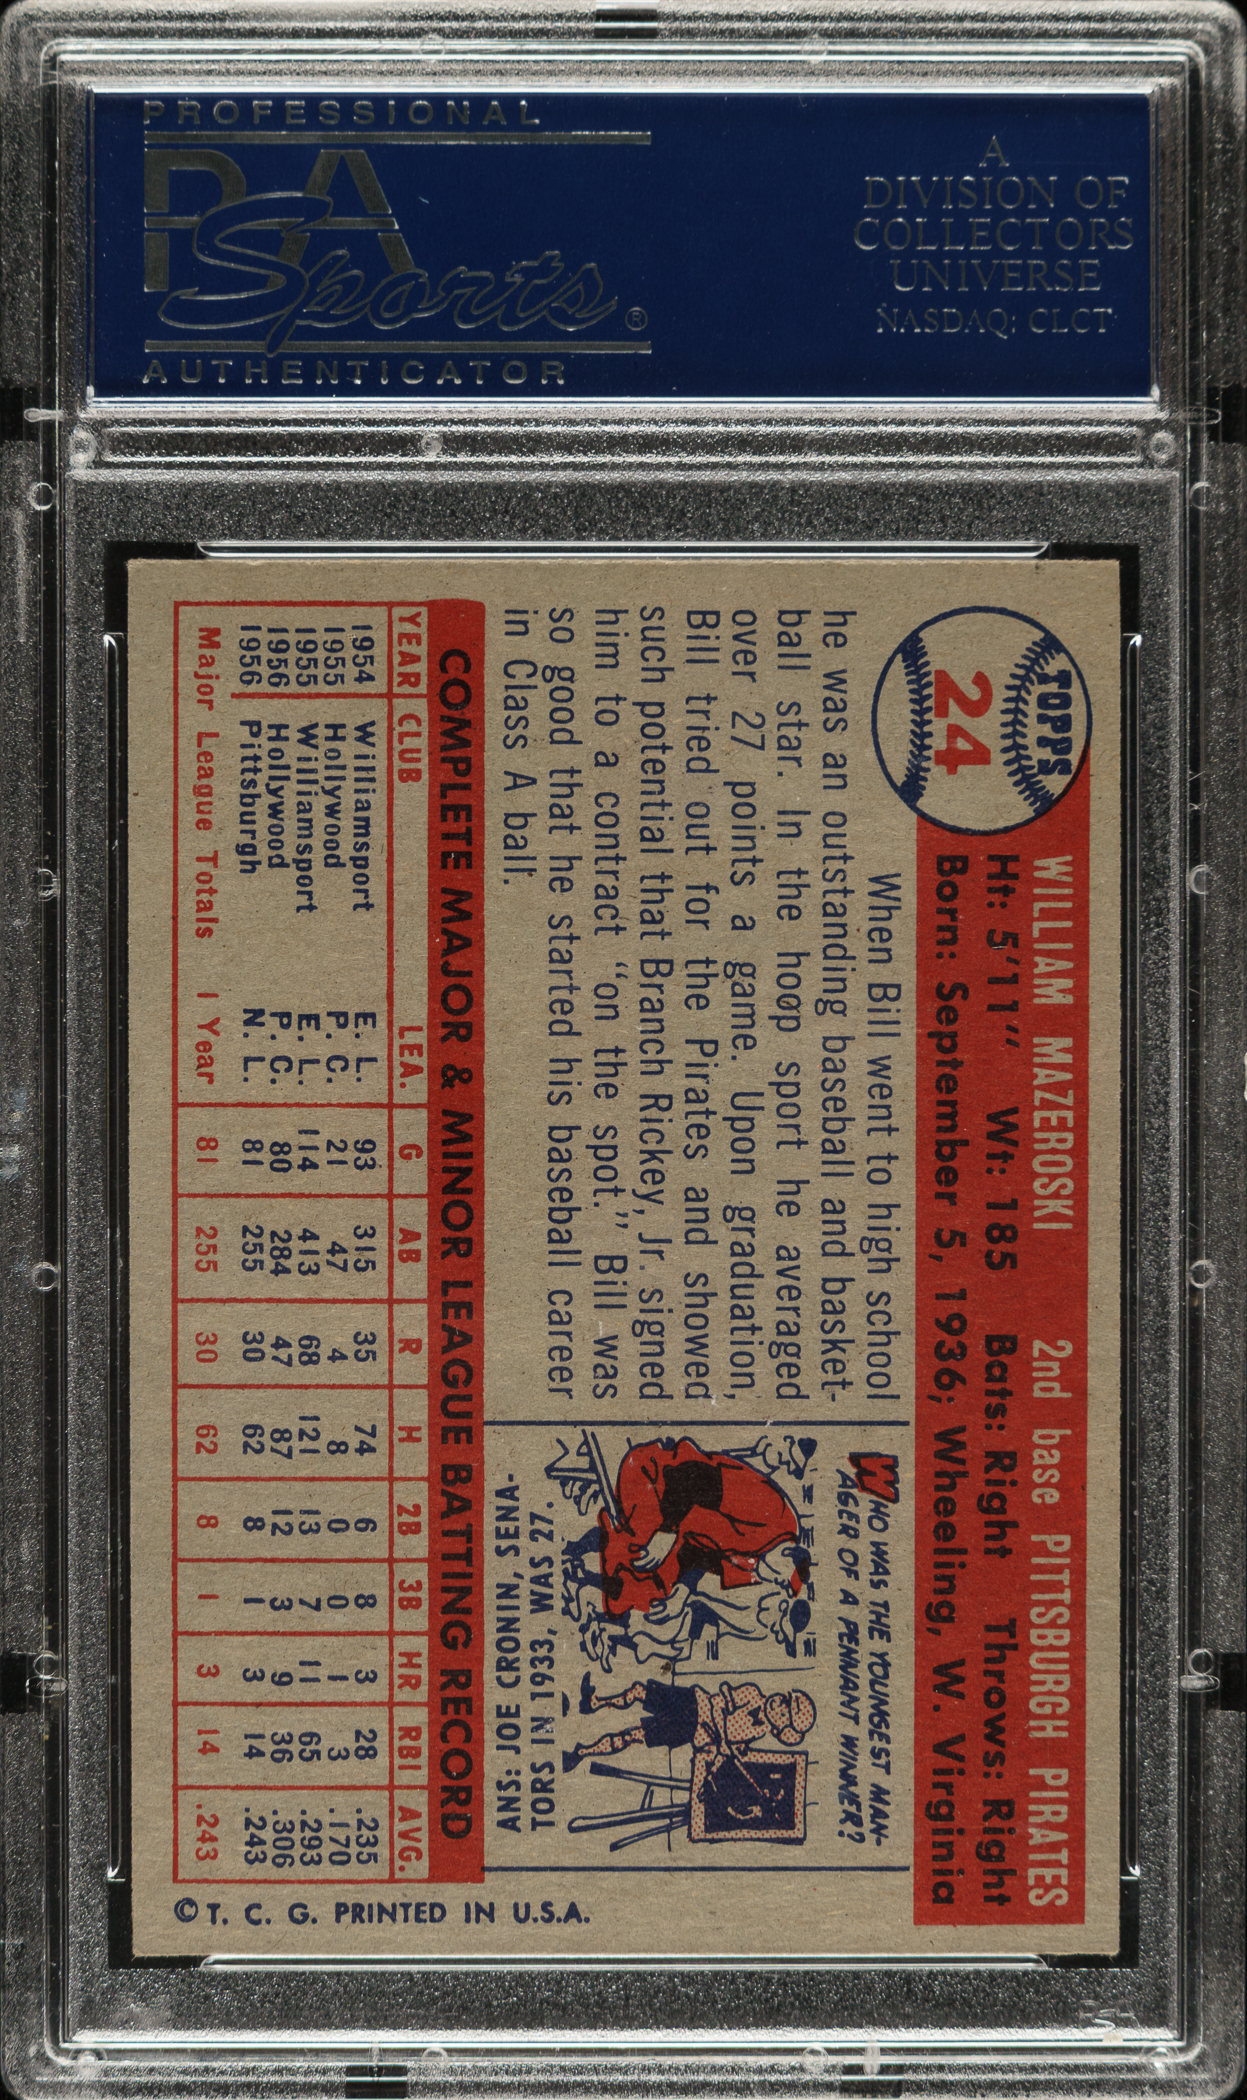 PROFESSIONAL
PSA
Sports®
AUTHENTICATOR
A
DIVISION OF
COLLECTORS
UNIVERSE
NASDAQ: CLCT
TOPPS
24
WILLIAM MAZEROSKI 2nd base PITTSBURGH PIRATES
Ht: 5'11" Wt: 185 Bats: Right Throws: Right
Born: September 5, 1936; Wheeling, W. Virginia
When Bill went to high school
he was an outstanding baseball and basket-
ball star. In the hoop sport he averaged
over 27 points a game. Upon graduation,
Bill tried out for the Pirates and showed
such potential that Branch Rickey, Jr. signed
him to a contract "on the spot." Bill was
so good that he started his baseball career
in Class A ball.
WHO WAS THE YOUNGEST MAN-
AGER OF A PENNANT WINNER?
M
ANS: JOE CRONIN, SENA-
TORS IN 1933, WAS 27.
COMPLETE MAJOR & MINOR LEAGUE BATTING RECORD
YEAR CLUB LEA. G AB R H 2B 3B HR RBI AVG.
1954 Williamsport E. L. 93 315 35 74 6 8 3 28 .235
1955 Hollywood P. C. 21 47 4 8 0 0 1 3 .170
1955 Williamsport E. L. 114 413 68 121 13 7 11 65 .293
1956 Hollywood P. C. 80 284 47 87 12 3 9 36 .306
1956 Pittsburgh N. L. 81 255 30 62 8 1 3 14 .243
Major League Totals 1 Year 81 255 30 62 8 1 3 14 .243
© T. C. G. PRINTED IN U.S.A.